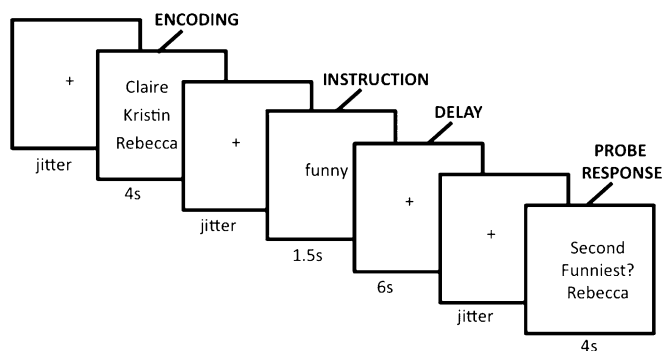 ENCODING
+
Claire
Kristin
Rebecca
jitter
4s
+
jitter
INSTRUCTION
funny
1.5s
DELAY
+
6s
+
jitter
PROBE
RESPONSE
Second
Funniest?
Rebecca
4s